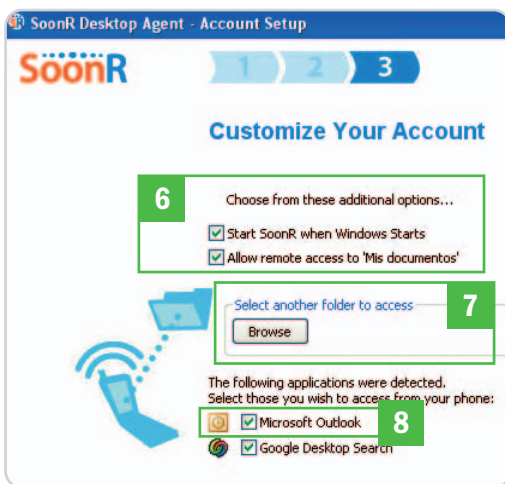 SoonR Desktop Agent - Account Setup
SoonR
1 2 3
Customize Your Account
6
Choose from these additional options...
Start SoonR when Windows Starts
Allow remote access to 'Mis documentos'
Select another folder to access
7
Browse
The following applications were detected.
Select those you wish to access from your phone:
Microsoft Outlook
8
Google Desktop Search